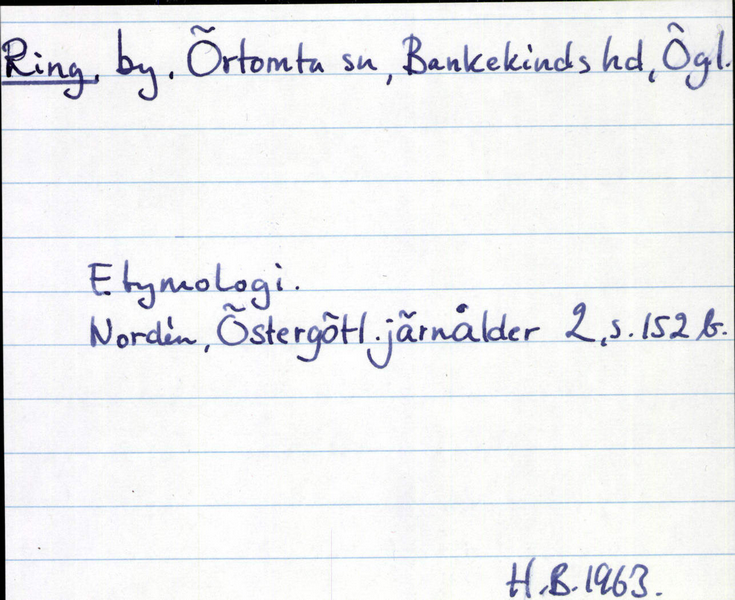 Ring, by, Örtomta sn, Bankekinds hd, Ögl.
Etymologi.
Nordén, Östergötl. järnålder 2, s. 152 b.
H.B. 1963.